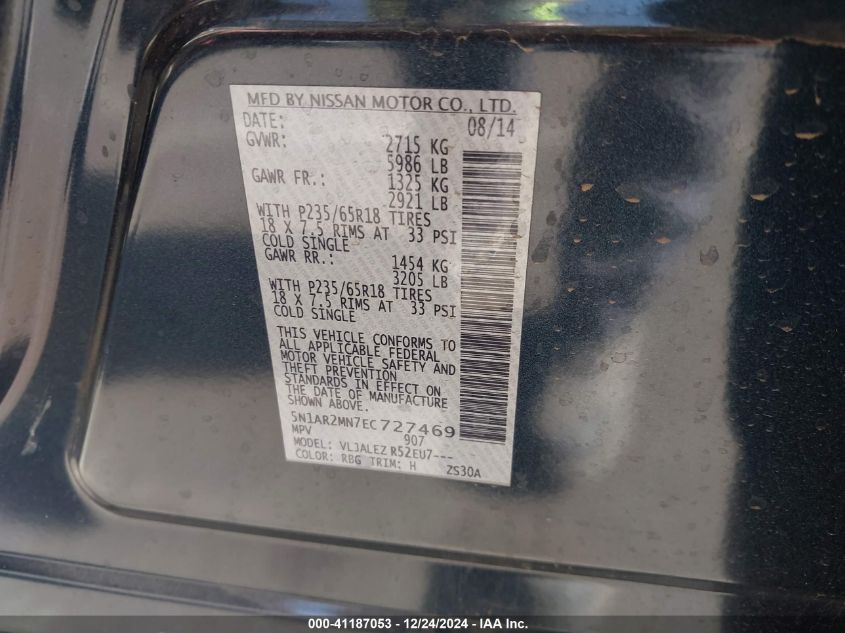 MFD BY NISSAN MOTOR CO., LTD.
DATE: 08/14
GVWR: 2715 KG
5986 LB
GAWR FR.: 1325 KG
2921 LB
WITH P235/65R18 TIRES
18 X 7.5 RIMS AT 33 PSI
COLD SINGLE
GAWR RR.: 1454 KG
3205 LB
WITH P235/65R18 TIRES
18 X 7.5 RIMS AT 33 PSI
COLD SINGLE
THIS VEHICLE CONFORMS TO
ALL APPLICABLE FEDERAL
MOTOR VEHICLE SAFETY AND
THEFT PREVENTION
STANDARDS IN EFFECT ON
THE DATE OF MANUFACTURE
SHOWN ABOVE.
5N1AR2MN7EC727469
MPV 907
MODEL: VL3ALEZ R52EU7---
COLOR: RBG TRIM: H ZS30A
000-41187053 - 12/24/2024 - IAA Inc.